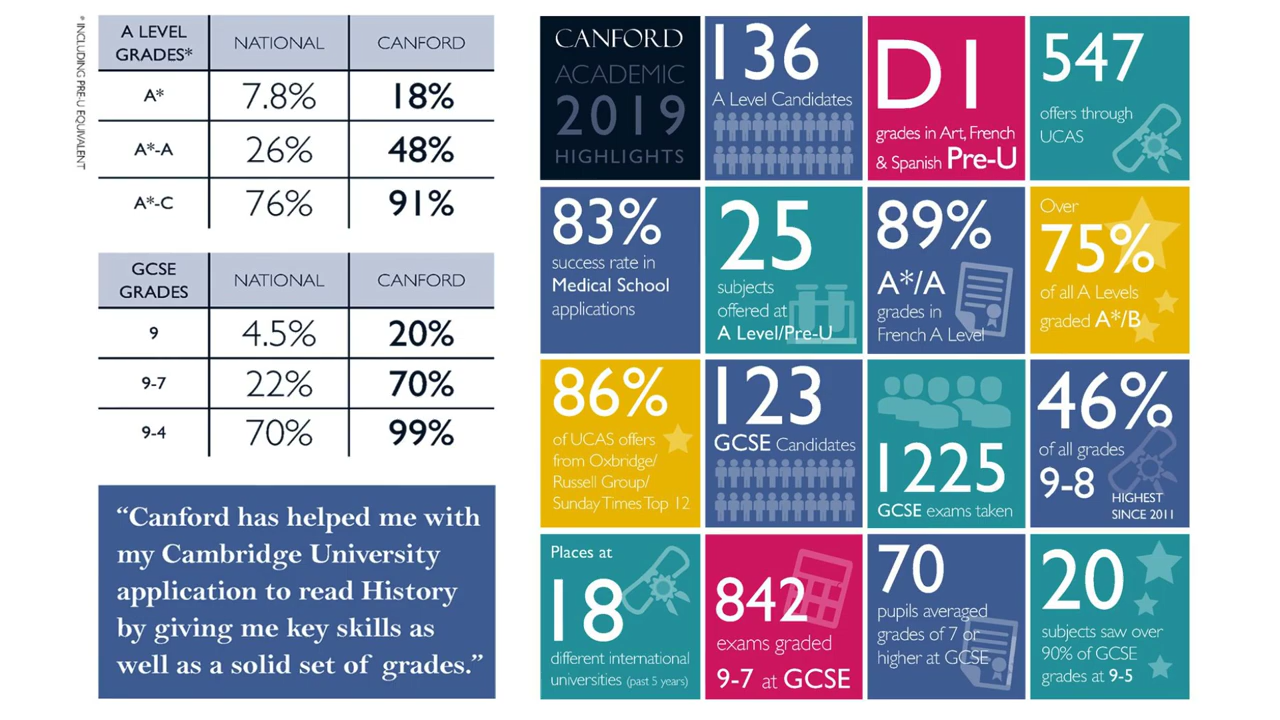 * INCLUDING PRE-U EQUIVALENT
A LEVEL
GRADES*
NATIONAL
CANFORD
A*
7.8%
18%
A*-A
26%
48%
A*-C
76%
91%
GCSE
GRADES
NATIONAL
CANFORD
9
4.5%
20%
9-7
22%
70%
9-4
70%
99%
“Canford has helped me with
my Cambridge University
application to read History
by giving me key skills as
well as a solid set of grades.”
CANFORD
ACADEMIC
2019
HIGHLIGHTS
136
A Level Candidates
D1
grades in Art, French
& Spanish Pre-U
547
offers through
UCAS
83%
success rate in
Medical School
applications
25
subjects
offered at
A Level/Pre-U
89%
A*/A
grades in
French A Level
Over
75%
of all A Levels
graded A*/B
86%
of UCAS offers
from Oxbridge/
Russell Group/
Sunday Times Top 12
123
GCSE Candidates
1225
GCSE exams taken
46%
of all grades
9-8
HIGHEST
SINCE 2011
Places at
18
different international
universities (past 5 years)
842
exams graded
9-7 at GCSE
70
pupils averaged
grades of 7 or
higher at GCSE
20
subjects saw over
90% of GCSE
grades at 9-5